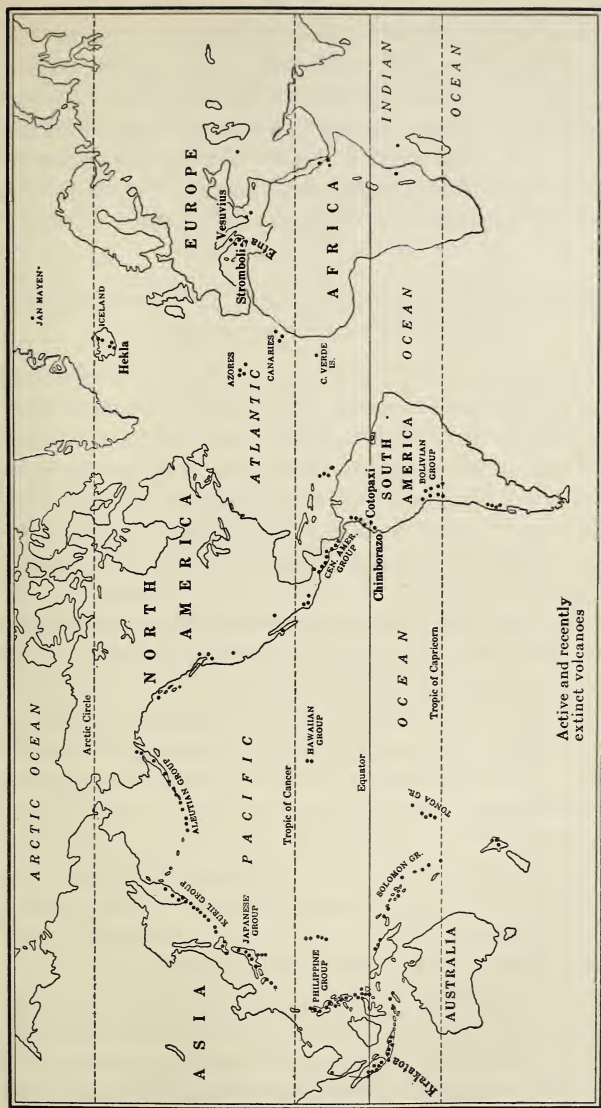 ARCTIC OCEAN
Arctic Circle
JAN MAYEN
ICELAND
Hekla
ASIA
NORTH
AMERICA
EUROPE
Vesuvius
Stromboli
Etna
ALEUTIAN GROUP
KURIL GROUP
JAPANESE
GROUP
PACIFIC
ATLANTIC
AZORES
CANARIES
Tropic of Cancer
PHILIPPINE
GROUP
HAWAIIAN
GROUP
CEN. AMER.
GROUP
C. VERDE
IS.
AFRICA
Equator
Krakatoa
SOLOMON GR.
TONGA GR.
OCEAN
Chimborazo
Cotopaxi
SOUTH
AMERICA
BOLIVIAN
GROUP
OCEAN
INDIAN
OCEAN
AUSTRALIA
Tropic of Capricorn
Active and recently
extinct volcanoes